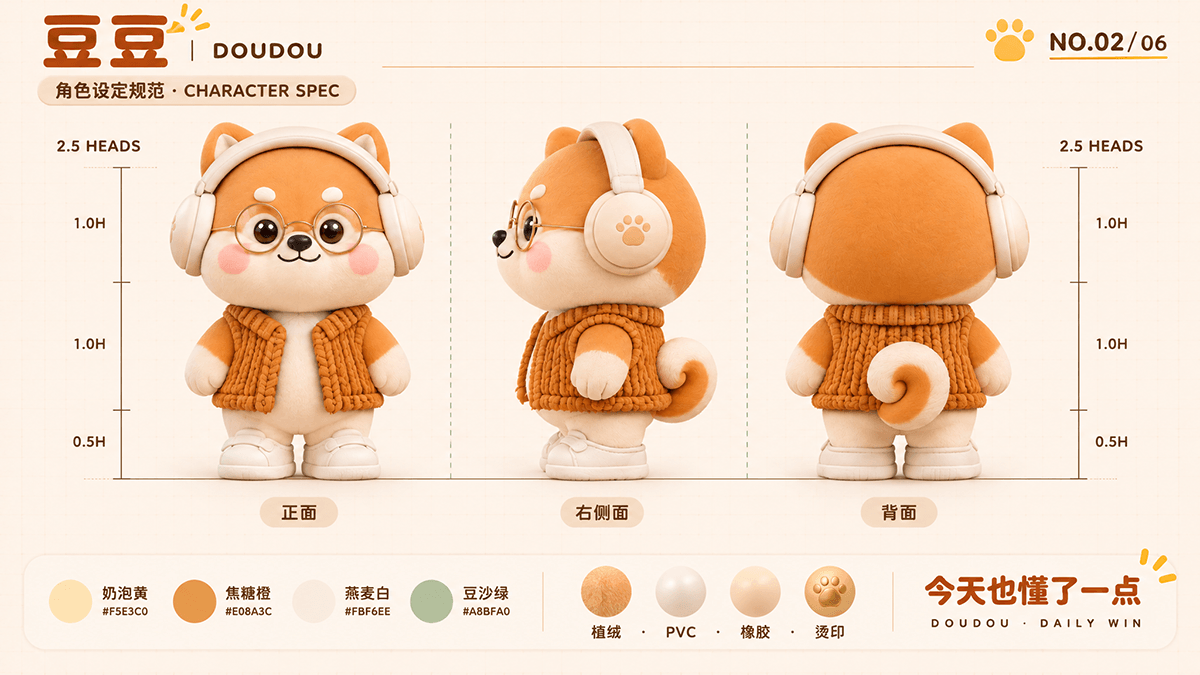 豆豆 | DOUDOU
NO.02/06
角色设定规范 · CHARACTER SPEC
2.5 HEADS
1.0H
1.0H
0.5H
2.5 HEADS
1.0H
1.0H
0.5H
正面
右侧面
背面
奶泡黄
#F5E3C0
焦糖橙
#E08A3C
燕麦白
#FBF6EE
豆沙绿
#A8BFA0
植绒 · PVC · 橡胶 · 烫印
今天也懂了一点
DOUDOU · DAILY WIN